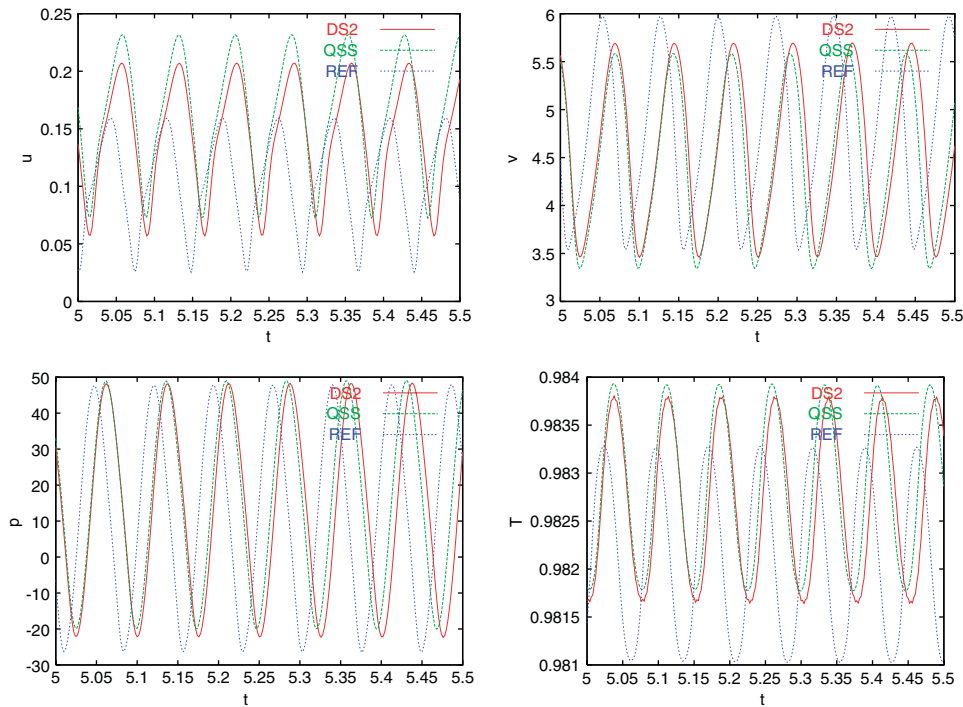 0.25
0.2
0.15
0.1
0.05
0
u
5 5.05 5.1 5.15 5.2 5.25 5.3 5.35 5.4 5.45 5.5
t
DS2
QSS
REF
6
5.5
5
4.5
4
3.5
3
v
5 5.05 5.1 5.15 5.2 5.25 5.3 5.35 5.4 5.45 5.5
t
DS2
QSS
REF
50
40
30
20
10
0
-10
-20
-30
p
5 5.05 5.1 5.15 5.2 5.25 5.3 5.35 5.4 5.45 5.5
t
DS2
QSS
REF
0.984
0.9835
0.983
0.9825
0.982
0.9815
0.981
T
5 5.05 5.1 5.15 5.2 5.25 5.3 5.35 5.4 5.45 5.5
t
DS2
QSS
REF